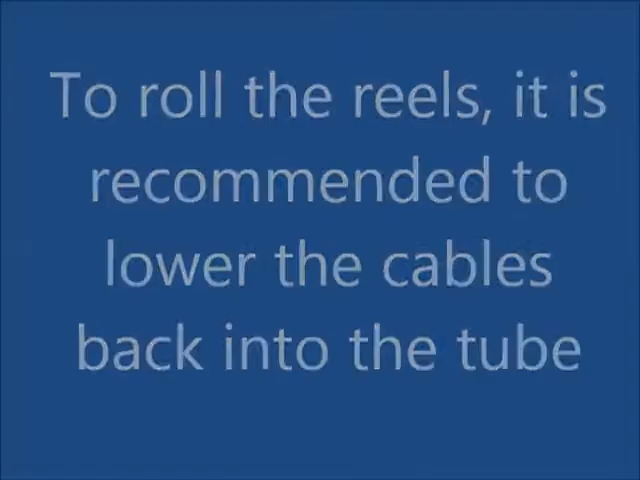 To roll the reels, it is
recommended to
lower the cables
back into the tube